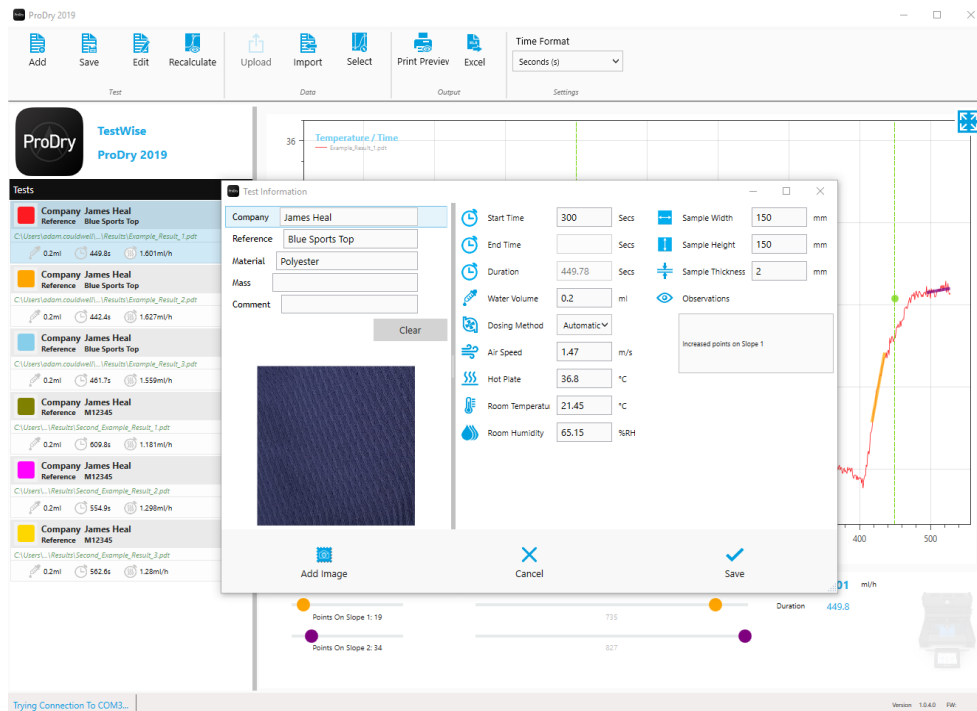 ProDry 2019
Add Save Edit Recalculate Upload Import Select Print Preview Excel
Time Format
Seconds (s)
Test Data Output Settings
ProDry
TestWise
ProDry 2019
Tests
Company James Heal
Reference Blue Sports Top
C:\Users\adam.cauldwell\...\Results\Example_Result_1.pdt
0.2ml 449.8s 1.601ml/h
Company James Heal
Reference Blue Sports Top
C:\Users\adam.cauldwell\...\Results\Example_Result_2.pdt
0.2ml 442.4s 1.627ml/h
Company James Heal
Reference Blue Sports Top
C:\Users\adam.cauldwell\...\Results\Example_Result_3.pdt
0.2ml 461.7s 1.559ml/h
Company James Heal
Reference M12345
C:\Users\...\Results\Second_Example_Result_1.pdt
0.2ml 609.8s 1.181ml/h
Company James Heal
Reference M12345
C:\Users\...\Results\Second_Example_Result_2.pdt
0.2ml 554.9s 1.298ml/h
Company James Heal
Reference M12345
C:\Users\...\Results\Second_Example_Result_3.pdt
0.2ml 562.6s 1.28ml/h
36
Temperature / Time
Example_Result_1.pdt
400 500
Test Information
Company James Heal
Reference Blue Sports Top
Material Polyester
Mass
Comment
Clear
Start Time 300 Secs
End Time Secs
Duration 449.78 Secs
Water Volume 0.2 ml
Dosing Method Automatic
Air Speed 1.47 m/s
Hot Plate 36.8 °C
Room Temperatu 21.45 °C
Room Humidity 65.15 %RH
Sample Width 150 mm
Sample Height 150 mm
Sample Thickness 2 mm
Observations
Increased points on Slope 1
Add Image Cancel Save
01 ml/h
Points On Slope 1: 19 735
Duration 449.8
Points On Slope 2: 34 827
Trying Connection To COM3...
Version 1.0.4.0 FW: